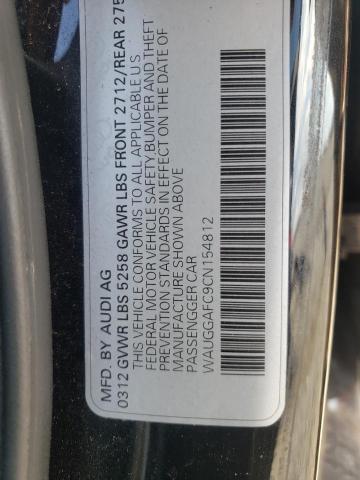 MFD. BY AUDI AG
0312 GVWR LBS 5258 GAWR LBS FRONT 2712/REAR 275
THIS VEHICLE CONFORMS TO ALL APPLICABLE U.S.
FEDERAL MOTOR VEHICLE SAFETY, BUMPER AND THEFT
PREVENTION STANDARDS IN EFFECT ON THE DATE OF
MANUFACTURE SHOWN ABOVE
PASSENGER CAR
WAUGGAFC9CN154812